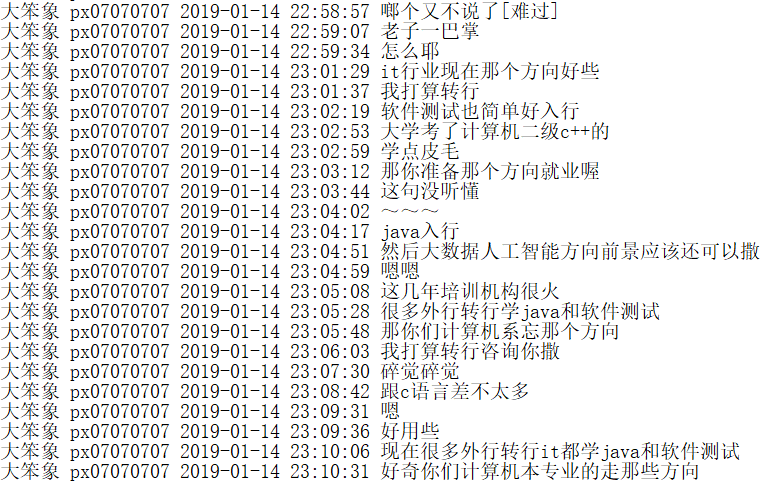 大笨象 px07070707 2019-01-14 22:58:57 啷个又不说了[难过]
大笨象 px07070707 2019-01-14 22:59:07 老子一巴掌
大笨象 px07070707 2019-01-14 22:59:34 怎么耶
大笨象 px07070707 2019-01-14 23:01:29 it行业现在那个方向好些
大笨象 px07070707 2019-01-14 23:01:37 我打算转行
大笨象 px07070707 2019-01-14 23:02:19 软件测试也简单好入行
大笨象 px07070707 2019-01-14 23:02:53 大学考了计算机二级c++的
大笨象 px07070707 2019-01-14 23:02:59 学点皮毛
大笨象 px07070707 2019-01-14 23:03:12 那你准备那个方向就业喔
大笨象 px07070707 2019-01-14 23:03:44 这句没听懂
大笨象 px07070707 2019-01-14 23:04:02 ～～～
大笨象 px07070707 2019-01-14 23:04:17 java入行
大笨象 px07070707 2019-01-14 23:04:51 然后大数据人工智能方向前景应该还可以撒
大笨象 px07070707 2019-01-14 23:04:59 嗯嗯
大笨象 px07070707 2019-01-14 23:05:08 这几年培训机构很火
大笨象 px07070707 2019-01-14 23:05:28 很多外行转行学java和软件测试
大笨象 px07070707 2019-01-14 23:05:48 那你们计算机系忘那个方向
大笨象 px07070707 2019-01-14 23:06:03 我打算转行咨询你撒
大笨象 px07070707 2019-01-14 23:07:30 碎觉碎觉
大笨象 px07070707 2019-01-14 23:08:42 跟c语言差不太多
大笨象 px07070707 2019-01-14 23:09:31 嗯
大笨象 px07070707 2019-01-14 23:09:36 好用些
大笨象 px07070707 2019-01-14 23:10:06 现在很多外行转行it都学java和软件测试
大笨象 px07070707 2019-01-14 23:10:31 好奇你们计算机本专业的走那些方向